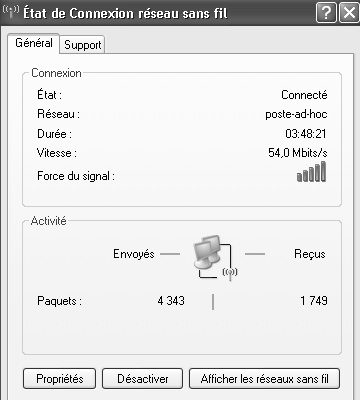 État de Connexion réseau sans fil
Général Support
Connexion
État : Connecté
Réseau : poste-ad-hoc
Durée : 03:48:21
Vitesse : 54,0 Mbits/s
Force du signal :
Activité
Envoyés Reçus
Paquets : 4 343 1 749
Propriétés Désactiver Afficher les réseaux sans fil